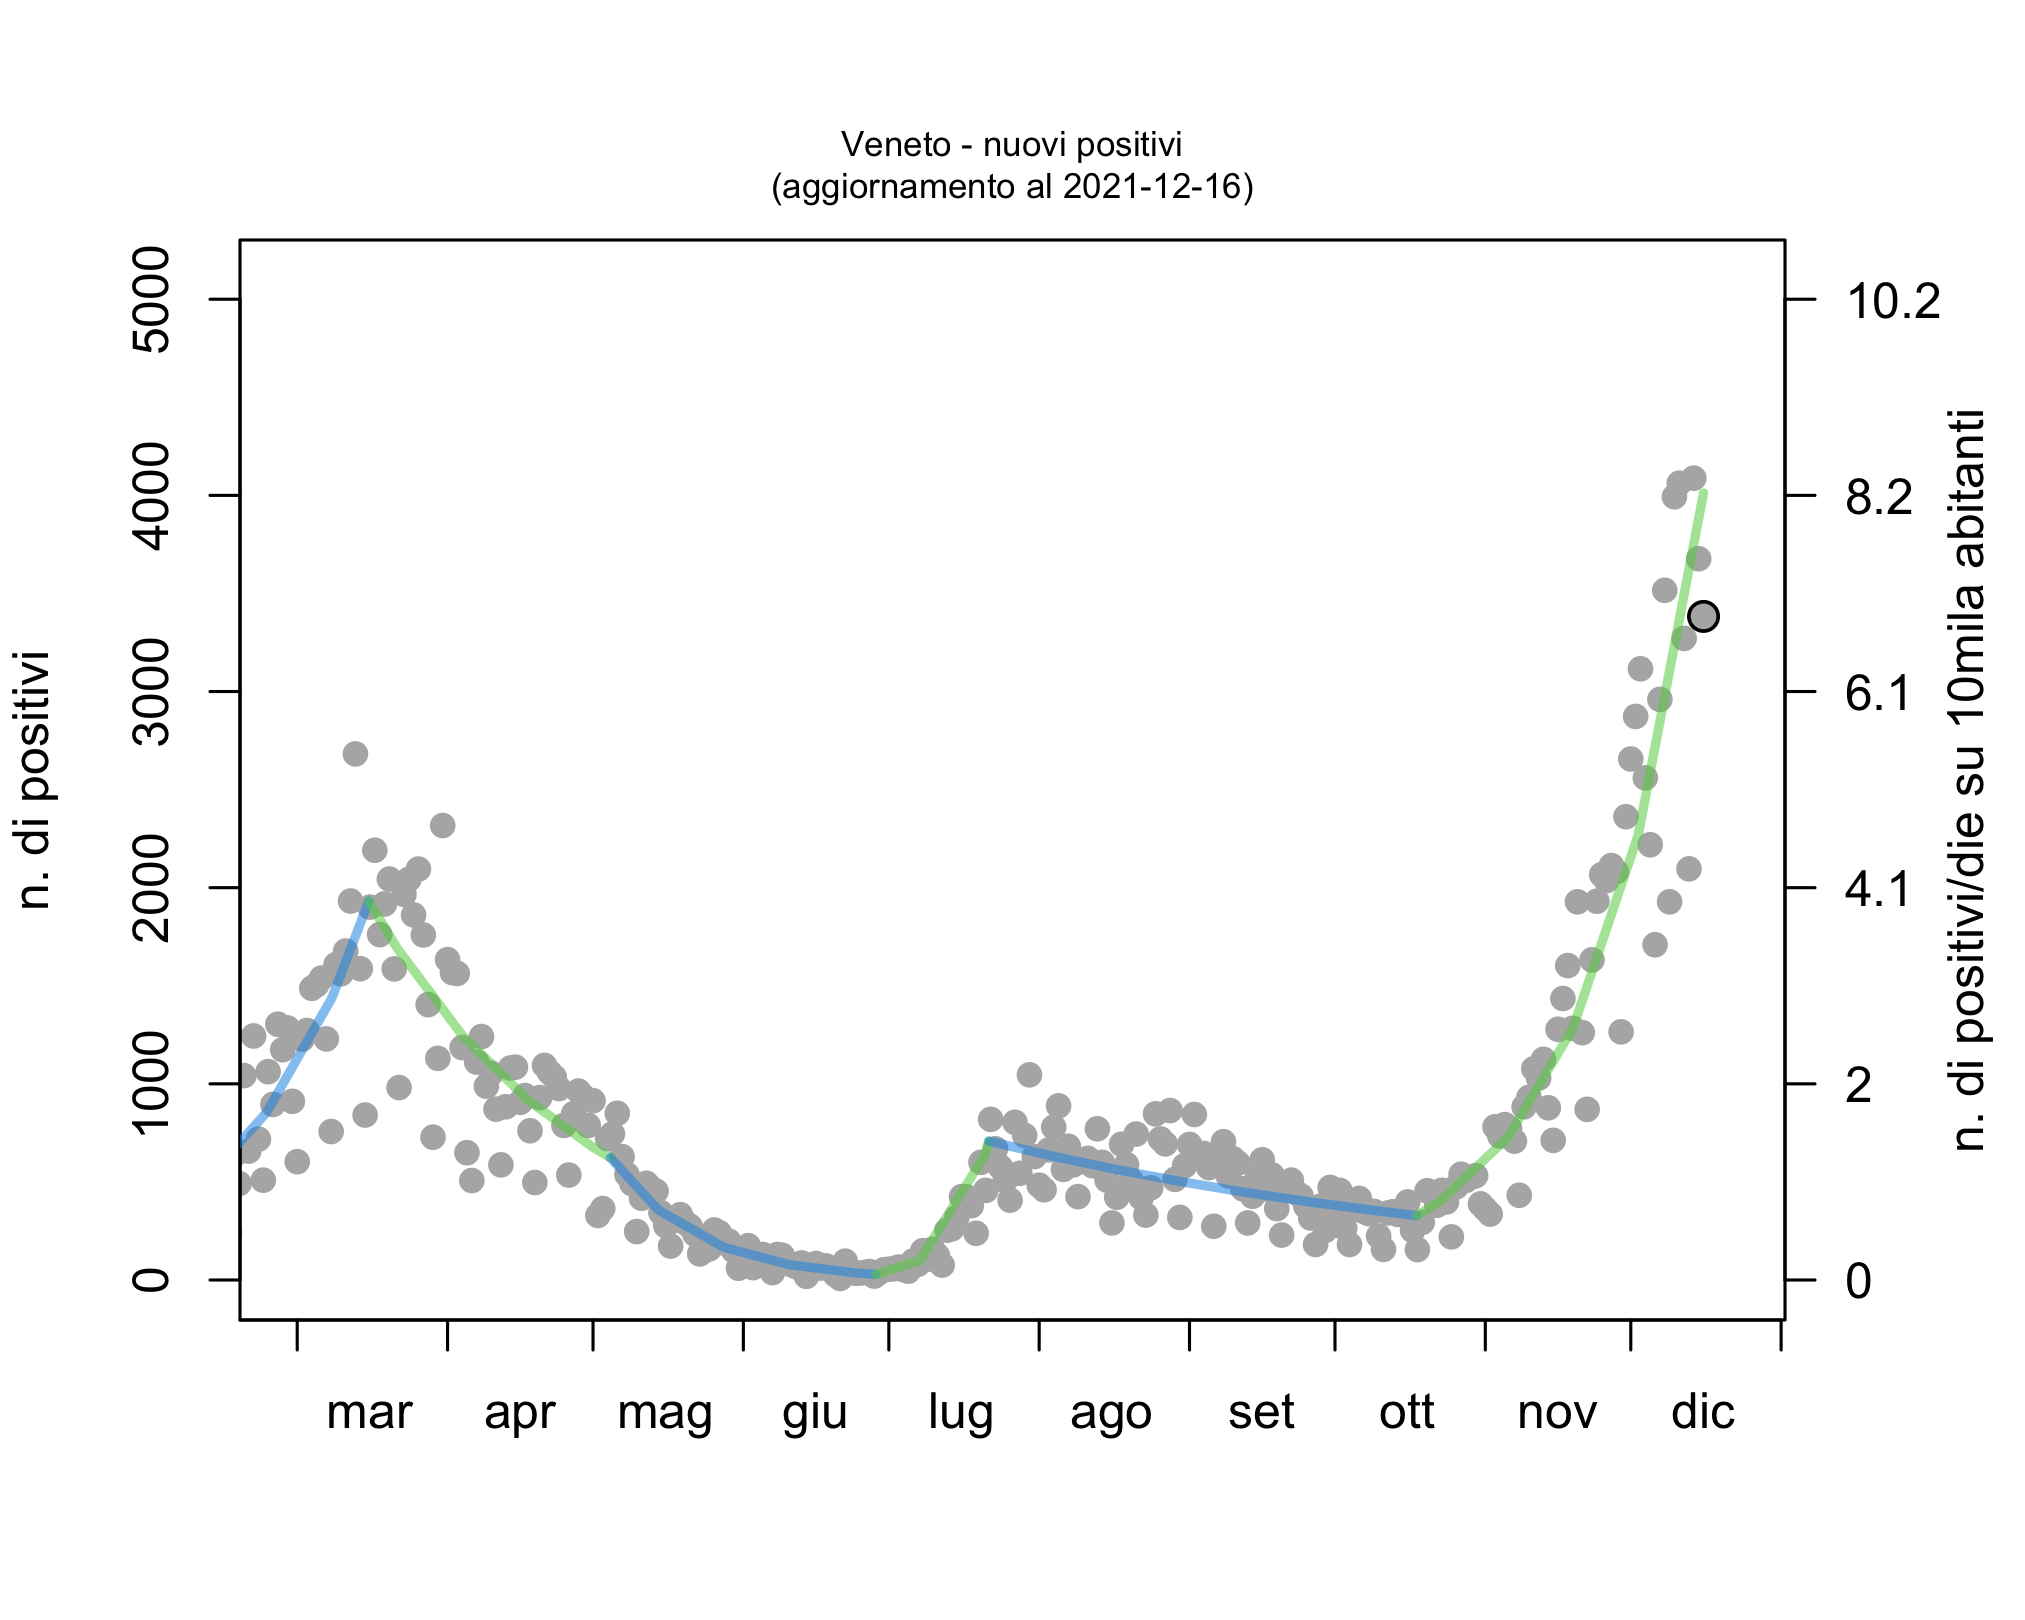 Veneto - nuovi positivi
(aggiornamento al 2021-12-16)
n. di positivi
5000
4000
3000
2000
1000
0
10.2
8.2
6.1
4.1
2
0
n. di positivi/die su 10mila abitanti
mar apr mag giu lug ago set ott nov dic